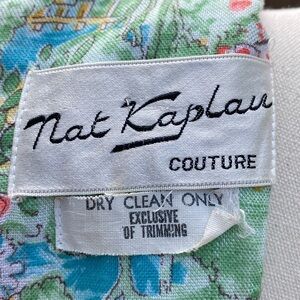 Nat Kaplan
COUTURE
DRY CLEAN ONLY
EXCLUSIVE
OF TRIMMING